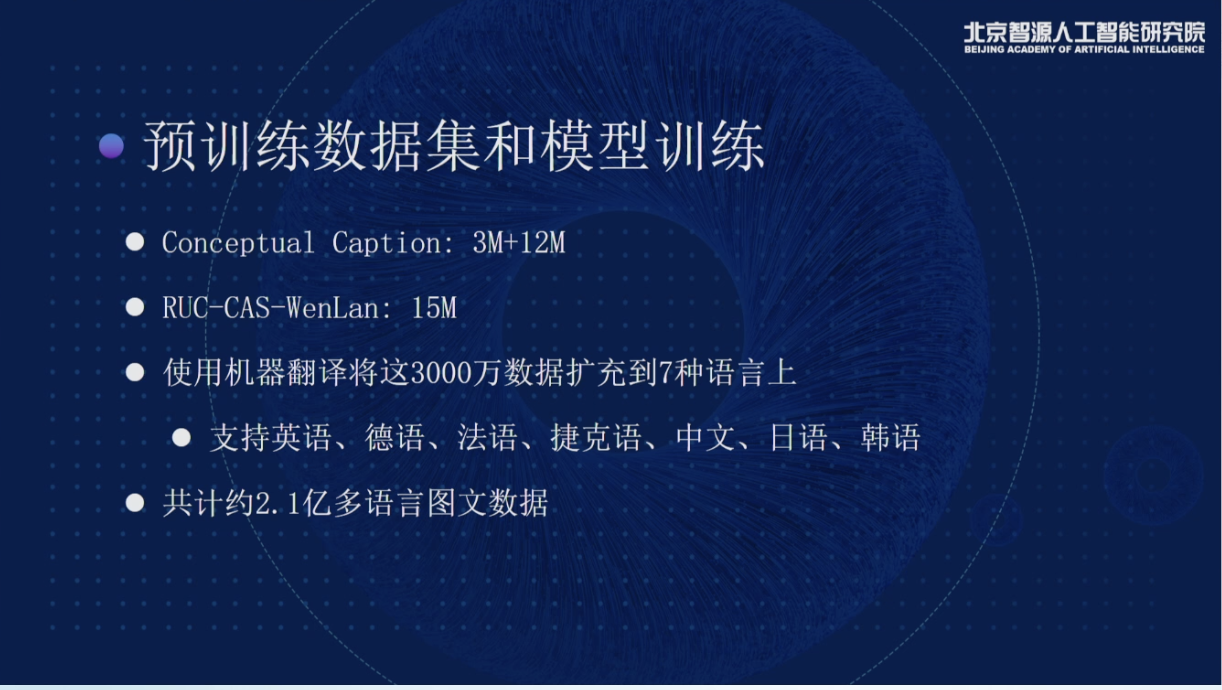 北京智源人工智能研究院
BEIJING ACADEMY OF ARTIFICIAL INTELLIGENCE
预训练数据集和模型训练
Conceptual Caption: 3M+12M
RUC-CAS-WenLan: 15M
使用机器翻译将这3000万数据扩充到7种语言上
支持英语、德语、法语、捷克语、中文、日语、韩语
共计约2.1亿多语言图文数据